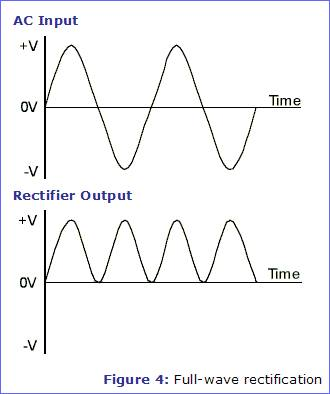 AC Input
+V
0V
Time
-V
Rectifier Output
+V
0V
Time
-V
Figure 4: Full-wave rectification